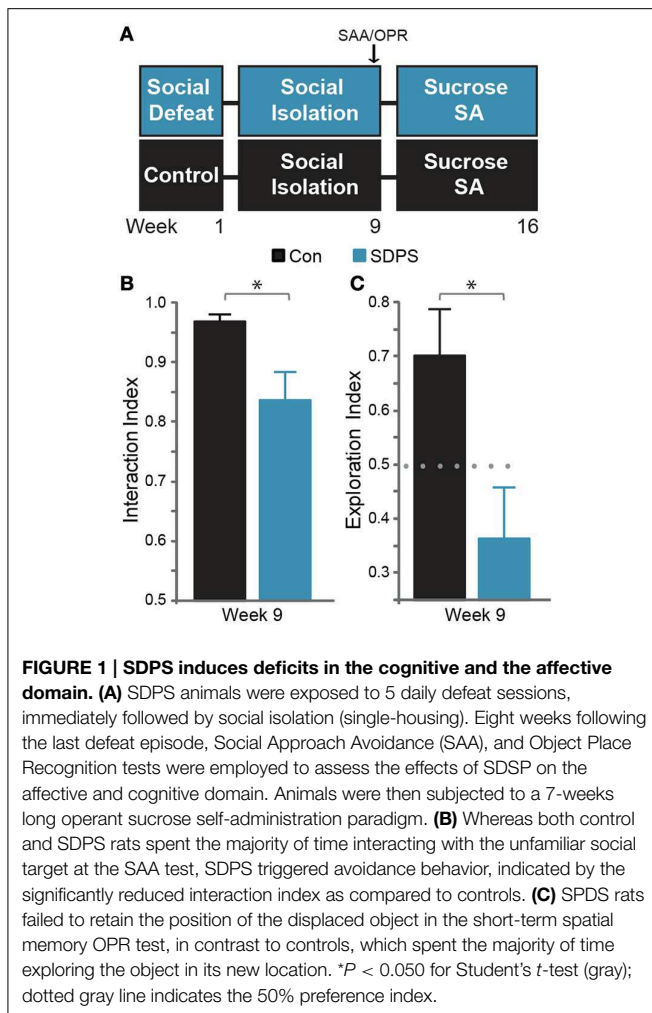 A
SAA/OPR
Social Defeat
Social Isolation
Sucrose SA
Control
Social Isolation
Sucrose SA
Week 1 9 16
Con SDPS
B
*
Interaction Index
1.0
0.9
0.8
0.7
0.6
0.5
Week 9
C
*
Exploration Index
0.8
0.7
0.6
0.5
0.4
0.3
Week 9
FIGURE 1 | SDPS induces deficits in the cognitive and the affective
domain. (A) SDPS animals were exposed to 5 daily defeat sessions,
immediately followed by social isolation (single-housing). Eight weeks following
the last defeat episode, Social Approach Avoidance (SAA), and Object Place
Recognition tests were employed to assess the effects of SDSP on the
affective and cognitive domain. Animals were then subjected to a 7-weeks
long operant sucrose self-administration paradigm. (B) Whereas both control
and SDPS rats spent the majority of time interacting with the unfamiliar social
target at the SAA test, SDPS triggered avoidance behavior, indicated by the
significantly reduced interaction index as compared to controls. (C) SPDS rats
failed to retain the position of the displaced object in the short-term spatial
memory OPR test, in contrast to controls, which spent the majority of time
exploring the object in its new location. *P < 0.050 for Student's t-test (gray);
dotted gray line indicates the 50% preference index.